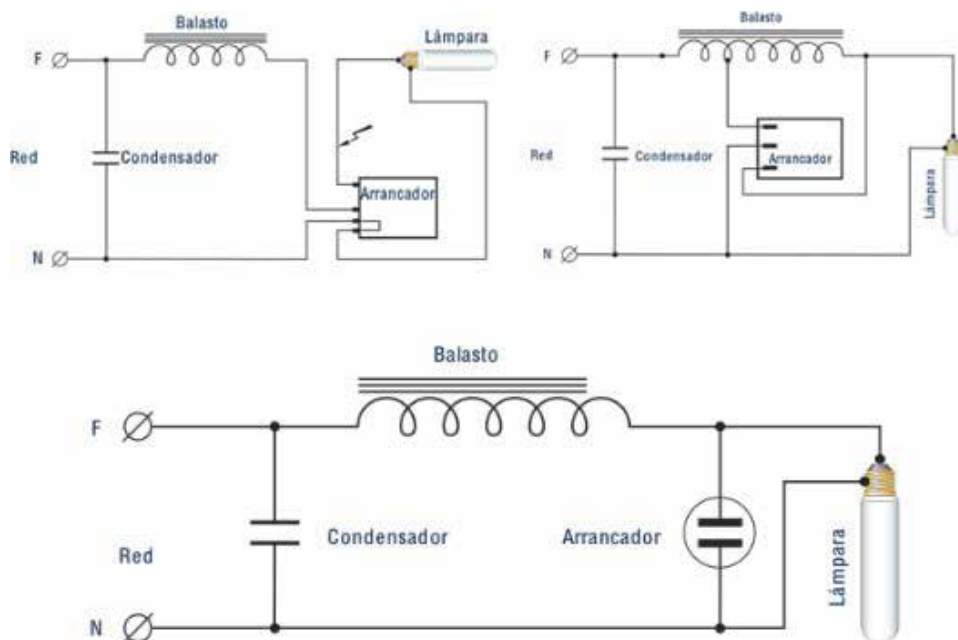 Balasto
Lámpara
F
Red
Condensador
Arrancador
N
Balasto
F
Red
Condensador
Arrancador
Lámpara
N
Balasto
F
Condensador
Arrancador
Red
Lámpara
N